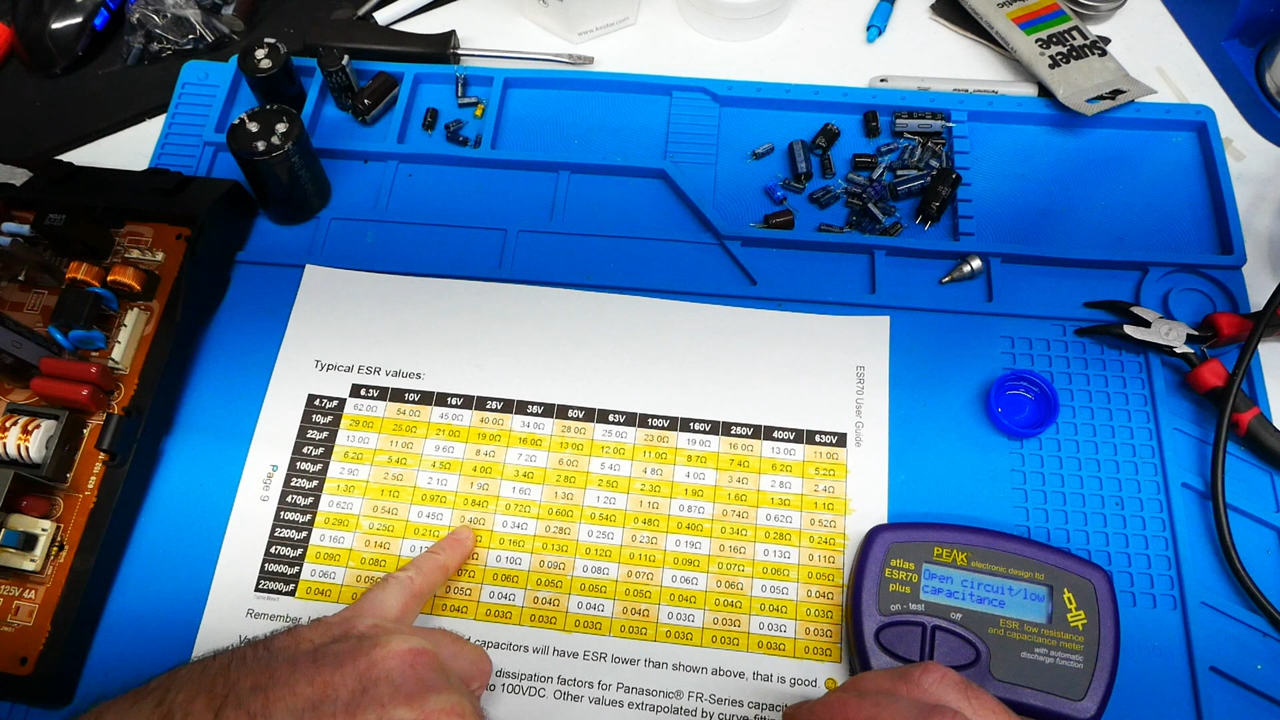 www.keyfar.com
Super
Lube
Permanent Marker
ESR70 User Guide
Typical ESR values:
6.3V 10V 16V 25V 35V 50V 63V 100V 160V 250V 400V 630V
4.7µF 62.0Ω 54.0Ω 45.0Ω 40.0Ω 34.0Ω 28.0Ω 25.0Ω 23.0Ω 19.0Ω 16.0Ω 13.0Ω 11.0Ω
10µF 29.0Ω 25.0Ω 21.0Ω 19.0Ω 16.0Ω 13.0Ω 12.0Ω 11.0Ω 8.7Ω 7.4Ω 6.2Ω 5.2Ω
22µF 13.0Ω 11.0Ω 9.6Ω 8.4Ω 7.2Ω 6.0Ω 5.4Ω 4.8Ω 4.0Ω 3.4Ω 2.8Ω 2.4Ω
47µF 6.2Ω 5.4Ω 4.5Ω 4.0Ω 3.4Ω 2.8Ω 2.5Ω 2.3Ω 1.9Ω 1.6Ω 1.3Ω 1.1Ω
100µF 2.9Ω 2.5Ω 2.1Ω 1.9Ω 1.6Ω 1.3Ω 1.2Ω 1.1Ω 0.87Ω 0.74Ω 0.62Ω 0.52Ω
220µF 1.3Ω 1.1Ω 0.97Ω 0.84Ω 0.72Ω 0.60Ω 0.54Ω 0.48Ω 0.40Ω 0.34Ω 0.28Ω 0.24Ω
470µF 0.62Ω 0.54Ω 0.45Ω 0.40Ω 0.34Ω 0.28Ω 0.25Ω 0.23Ω 0.19Ω 0.16Ω 0.13Ω 0.11Ω
1000µF 0.29Ω 0.25Ω 0.21Ω 0.16Ω 0.13Ω 0.12Ω 0.11Ω 0.09Ω 0.07Ω 0.06Ω 0.05Ω
2200µF 0.16Ω 0.14Ω 0.10Ω 0.09Ω 0.08Ω 0.07Ω 0.06Ω 0.06Ω 0.05Ω 0.04Ω
4700µF 0.09Ω 0.08Ω 07Ω 0.06Ω 0.05Ω 0.05Ω 0.05Ω 0.04Ω 0.04Ω 0.04Ω 0.03Ω
10000µF 0.06Ω 0.05Ω 0.05Ω 0.04Ω 0.04Ω 0.04Ω 0.04Ω 0.03Ω 0.03Ω 0.03Ω 0.03Ω
22000µF 0.04Ω 0.04Ω 0.04Ω 0.04Ω 0.03Ω 0.03Ω 0.03Ω 0.03Ω 0.03Ω 0.03Ω
Page 9
Remember,
capacitors will have ESR lower than shown above, that is good.
dissipation factors for Panasonic® FR-Series
to 100VDC. Other values extrapolated by curve
PEAK
electronic design ltd
atlas
ESR70
plus
Open circuit/low
capacitance
on - test
off
ESR, low resistance
and capacitance meter
with automatic
discharge function
125V 4A